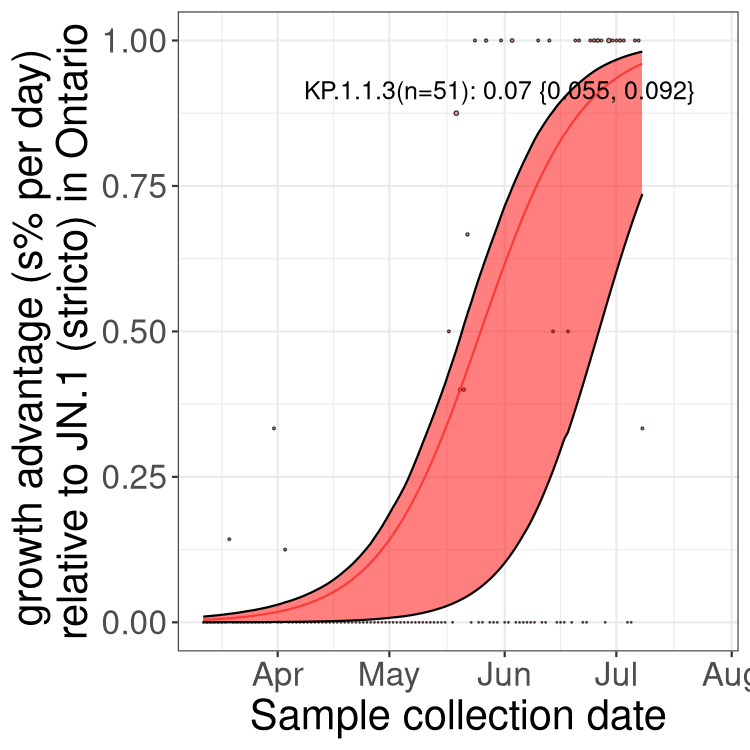 growth advantage (s% per day)
relative to JN.1 (stricto) in Ontario
1.00
0.75
0.50
0.25
0.00
KP.1.1.3(n=51): 0.07 {0.055, 0.092}
Apr May Jun Jul Aug
Sample collection date